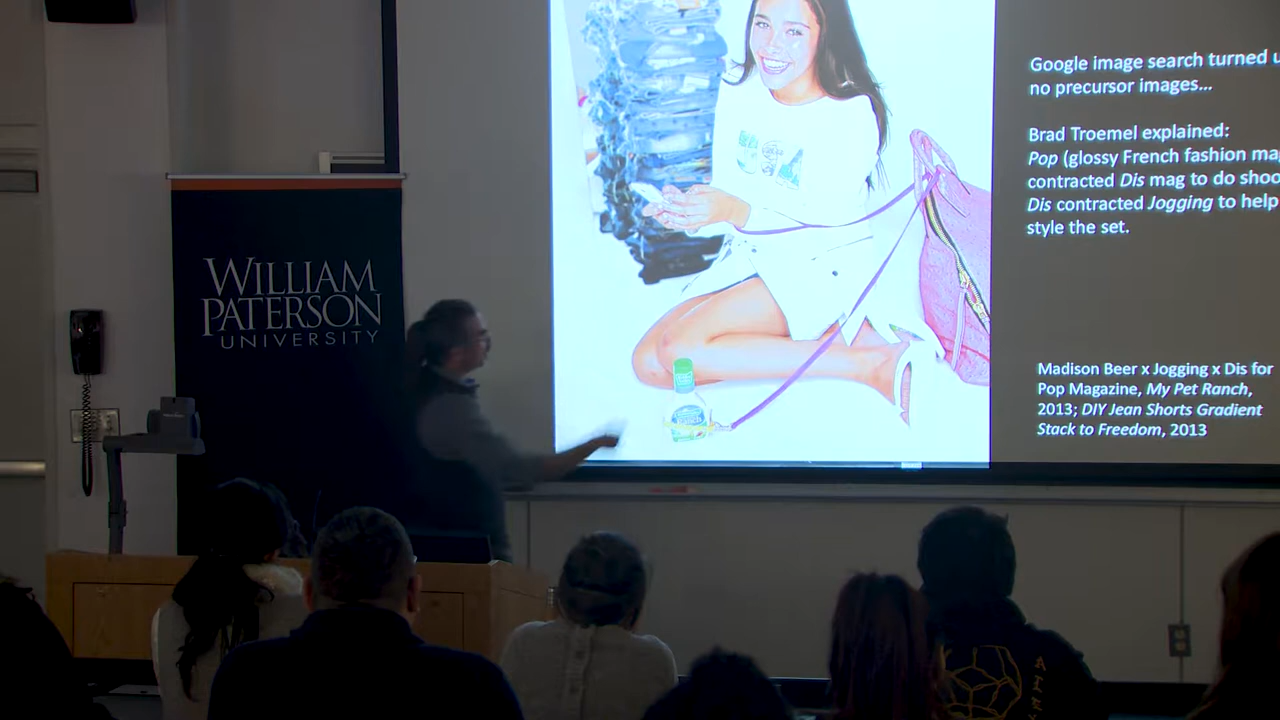 Google image search turned
no precursor images...
Brad Troemel explained:
Pop (glossy French fashion
contracted Dis mag to do
Dis contracted Jogging to help
style the set.
WILLIAM
PATERSON
UNIVERSITY
Madison Beer x Jogging x Dis for
Pop Magazine, My Pet Ranch,
2013; DIY Jean Shorts Gradient
Stack to Freedom, 2013